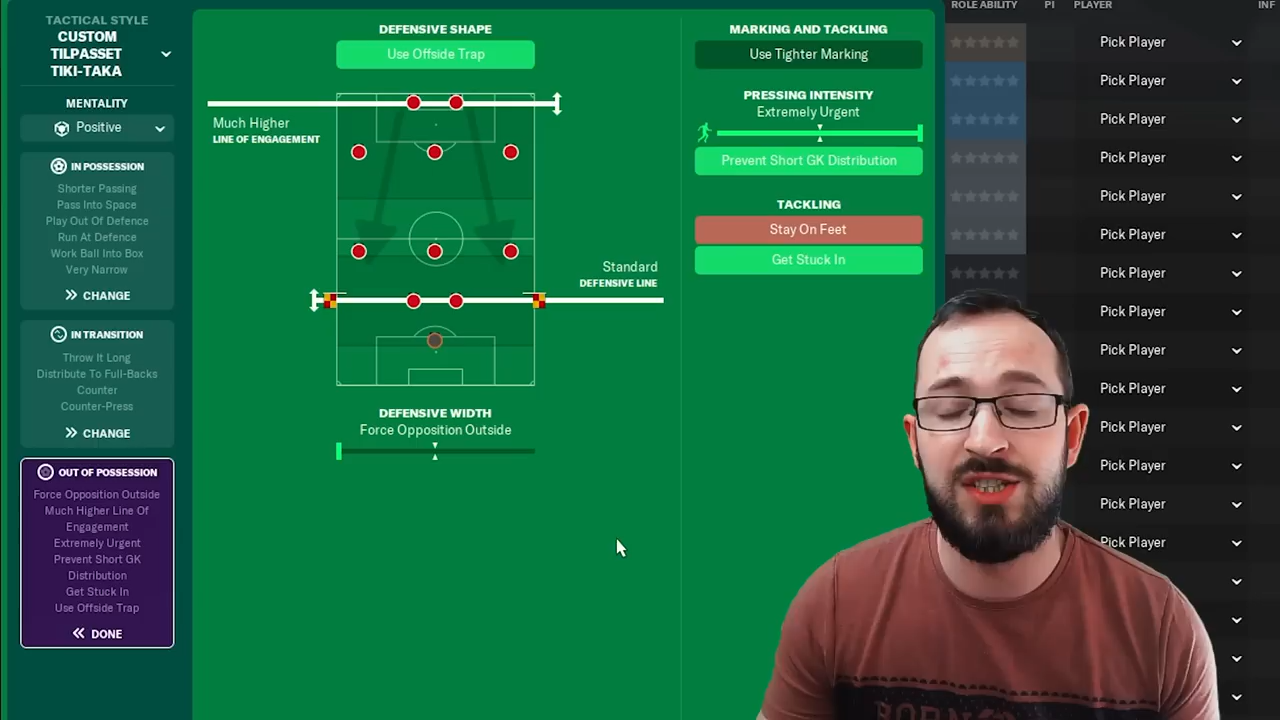 TACTICAL STYLE
CUSTOM
TILPASSET
TIKI-TAKA
MENTALITY
Positive
IN POSSESSION
Shorter Passing
Pass Into Space
Play Out Of Defence
Run At Defence
Work Ball Into Box
Very Narrow
CHANGE
IN TRANSITION
Throw It Long
Distribute To Full-Backs
Counter
Counter-Press
CHANGE
OUT OF POSSESSION
Force Opposition Outside
Much Higher Line Of
Engagement
Extremely Urgent
Prevent Short GK
Distribution
Get Stuck In
Use Offside Trap
DONE
DEFENSIVE SHAPE
Use Offside Trap
Much Higher
LINE OF ENGAGEMENT
Standard
DEFENSIVE LINE
DEFENSIVE WIDTH
Force Opposition Outside
MARKING AND TACKLING
Use Tighter Marking
PRESSING INTENSITY
Extremely Urgent
Prevent Short GK Distribution
TACKLING
Stay On Feet
Get Stuck In
ROLE ABILITY PI PLAYER INF
Pick Player
Pick Player
Pick Player
Pick Player
Pick Player
Pick Player
Pick Player
Pick Player
Pick Player
Pick Player
Pick Player
Pick Player
Pick Player
Pick Player